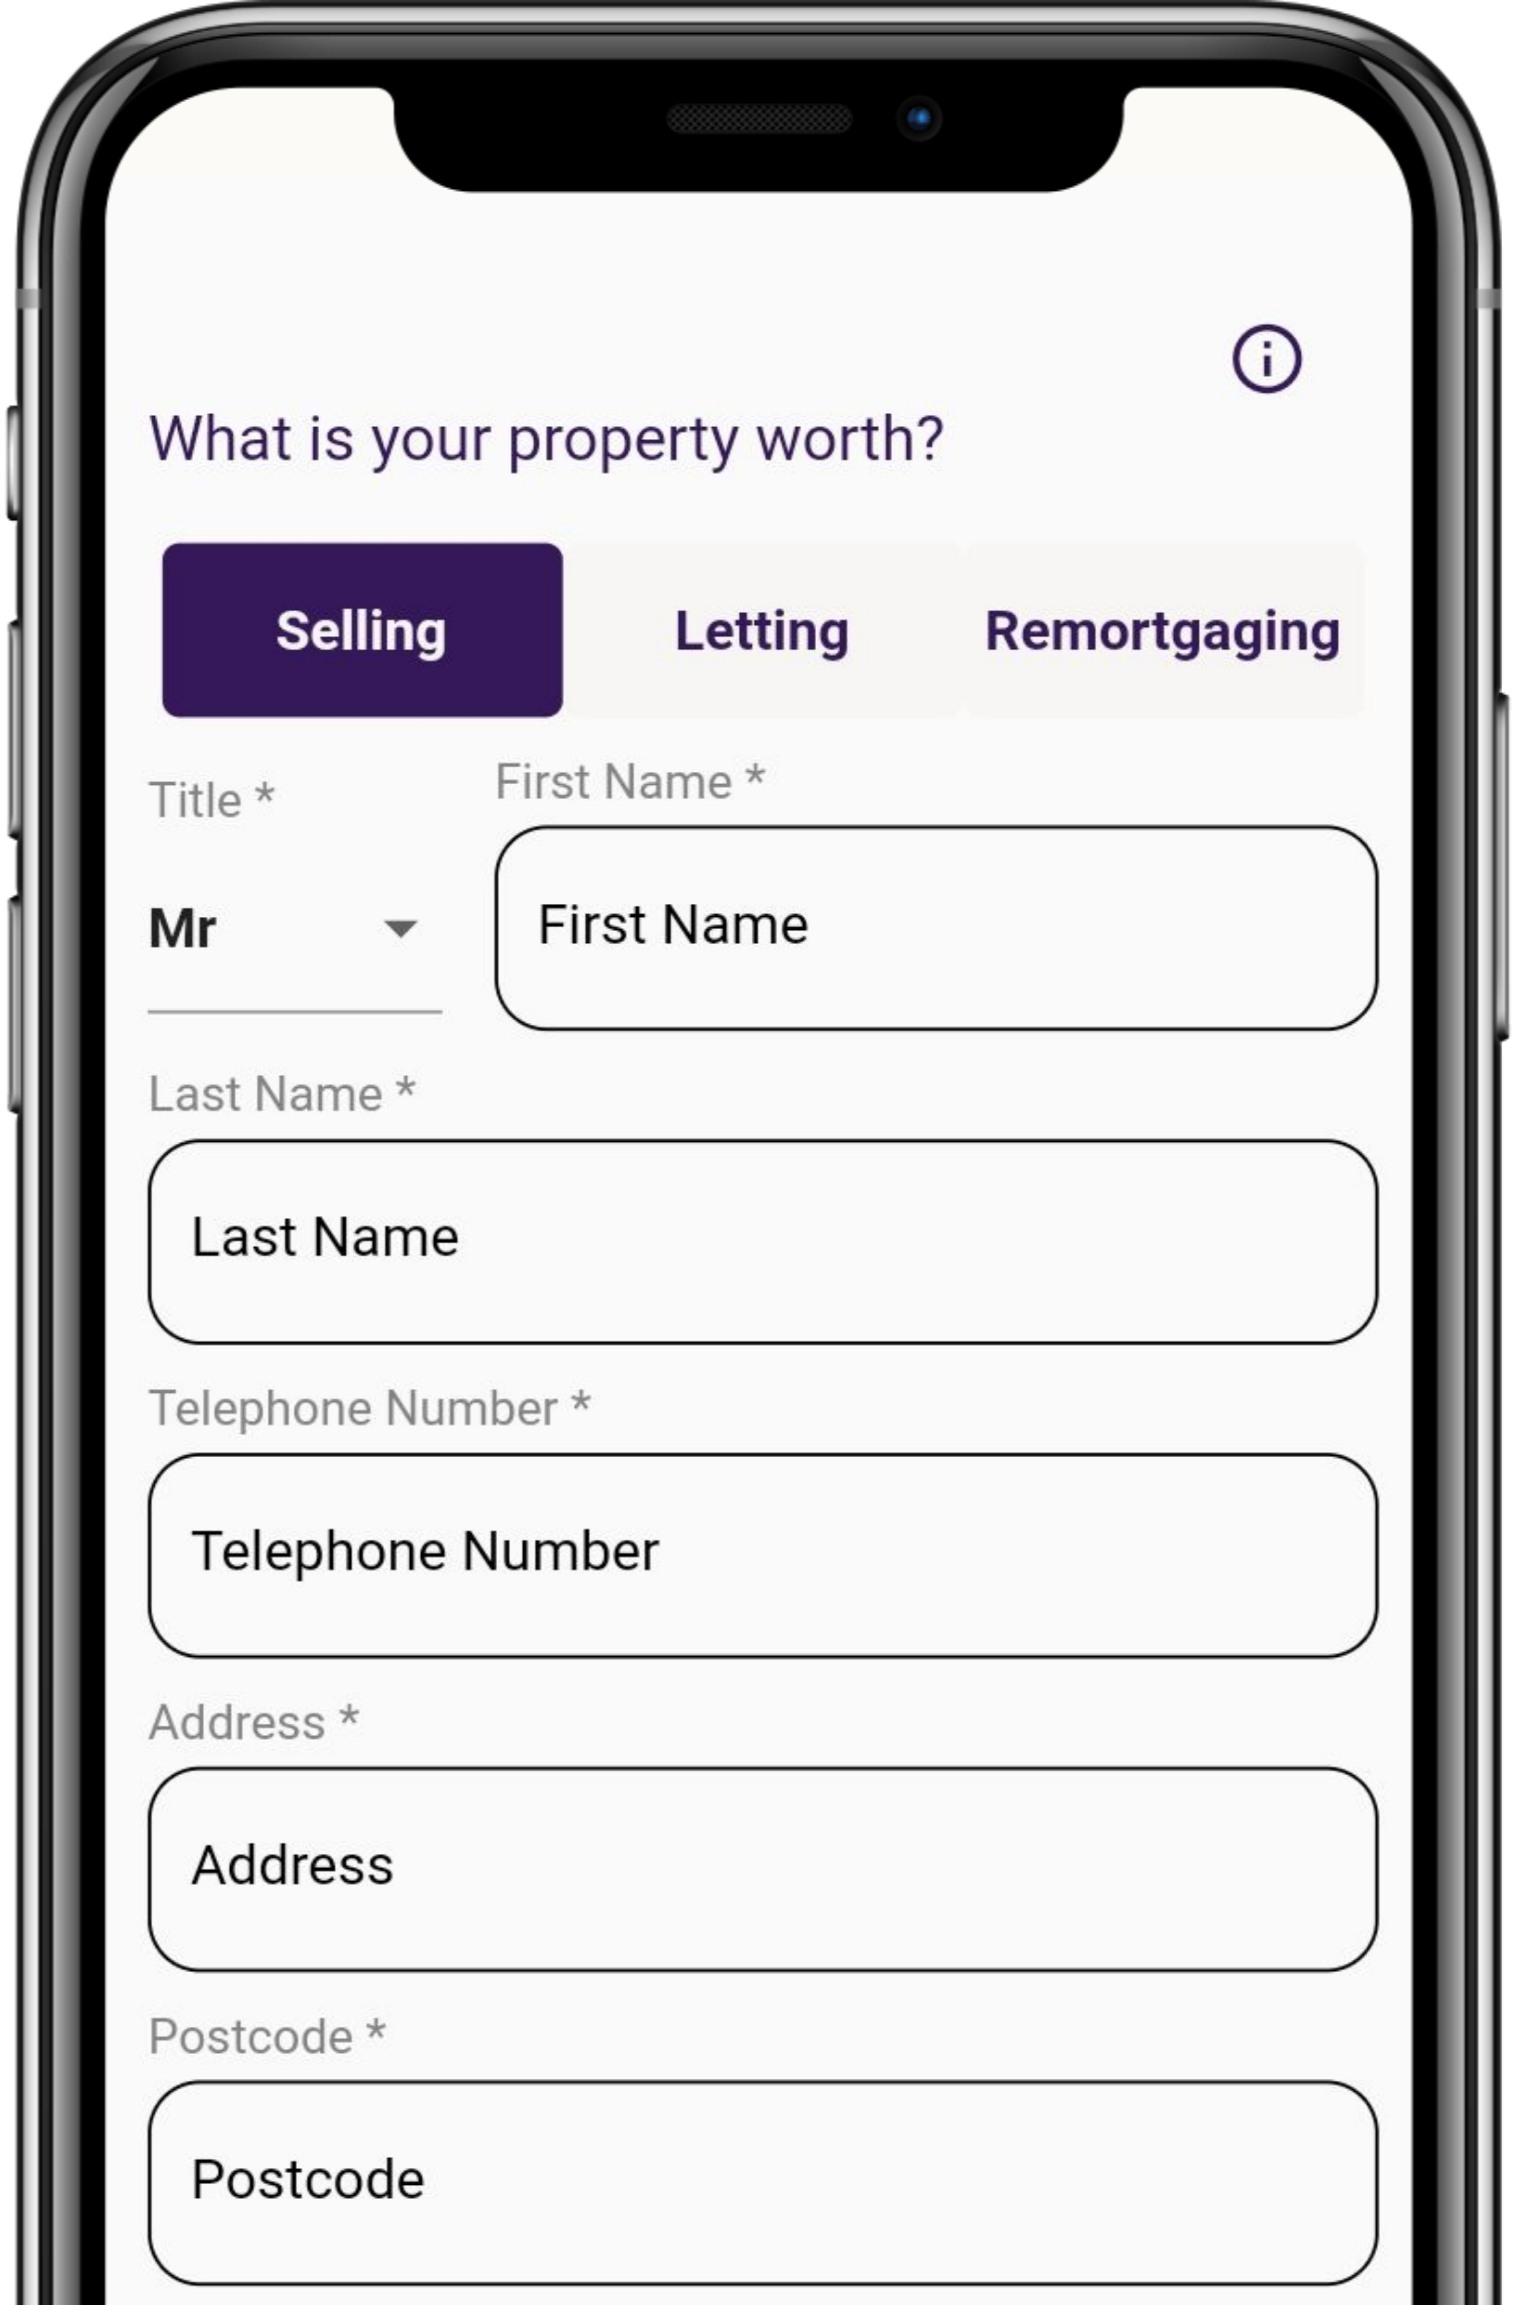 What is your property worth?
Selling Letting Remortgaging
Title * First Name *
Mr First Name
Last Name *
Last Name
Telephone Number *
Telephone Number
Address *
Address
Postcode *
Postcode